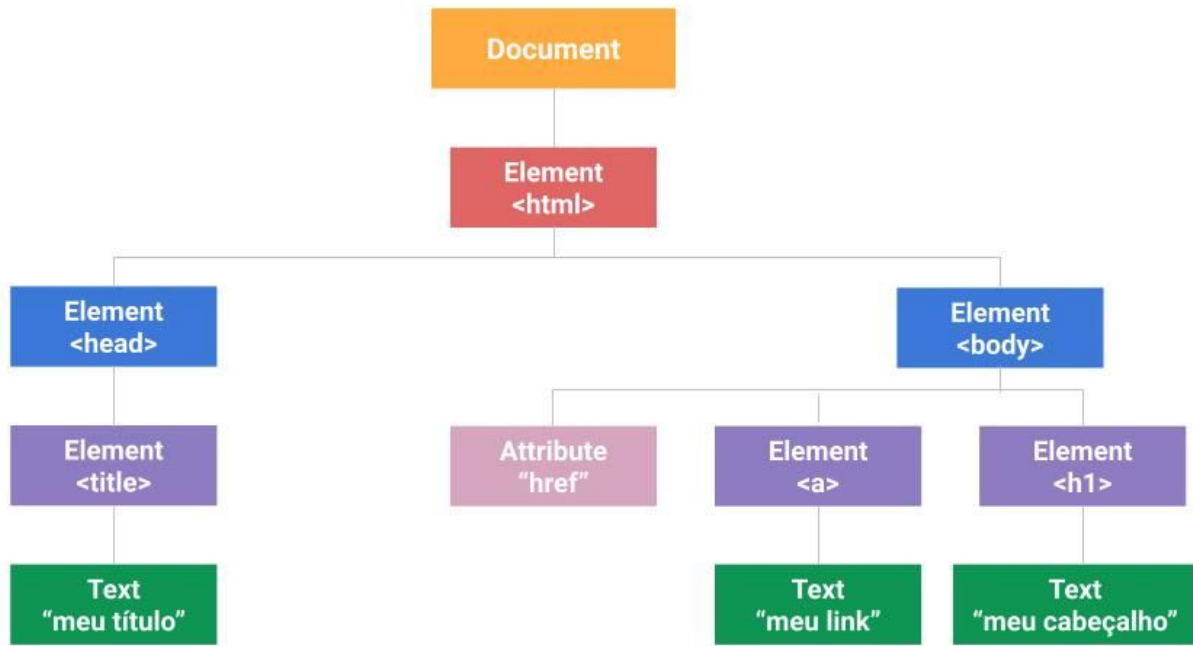 Document
Element
<html>
Element
<head>
Element
<body>
Element
<title>
Attribute
“href”
Element
<a>
Element
<h1>
Text
“meu título”
Text
“meu link”
Text
“meu cabeçalho”